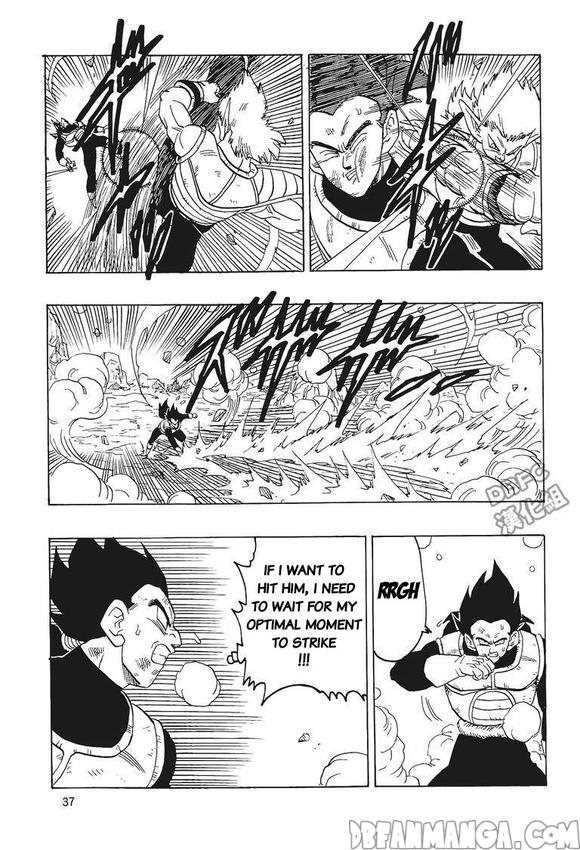 IF I WANT TO
HIT HIM, I NEED
TO WAIT FOR MY
OPTIMAL MOMENT
TO STRIKE
!!!
RRGH
漢化組
37
DBFANMANGA.COM